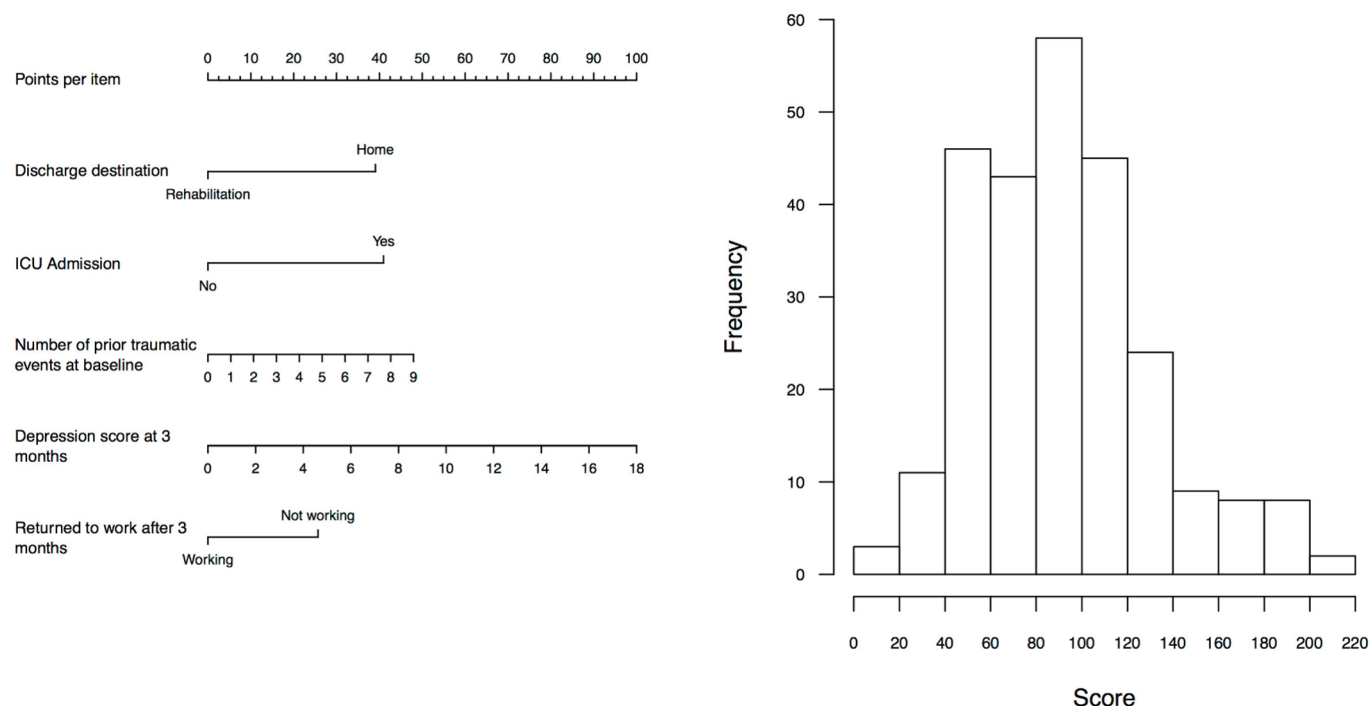 0 10 20 30 40 50 60 70 80 90 100
Points per item
Home
Discharge destination
Rehabilitation
Yes
ICU Admission
No
Number of prior traumatic
events at baseline
0 1 2 3 4 5 6 7 8 9
Depression score at 3
months
0 2 4 6 8 10 12 14 16 18
Not working
Returned to work after 3
months
Working
60
50
40
30
20
10
0
Frequency
0 20 40 60 80 100 120 140 160 180 200 220
Score